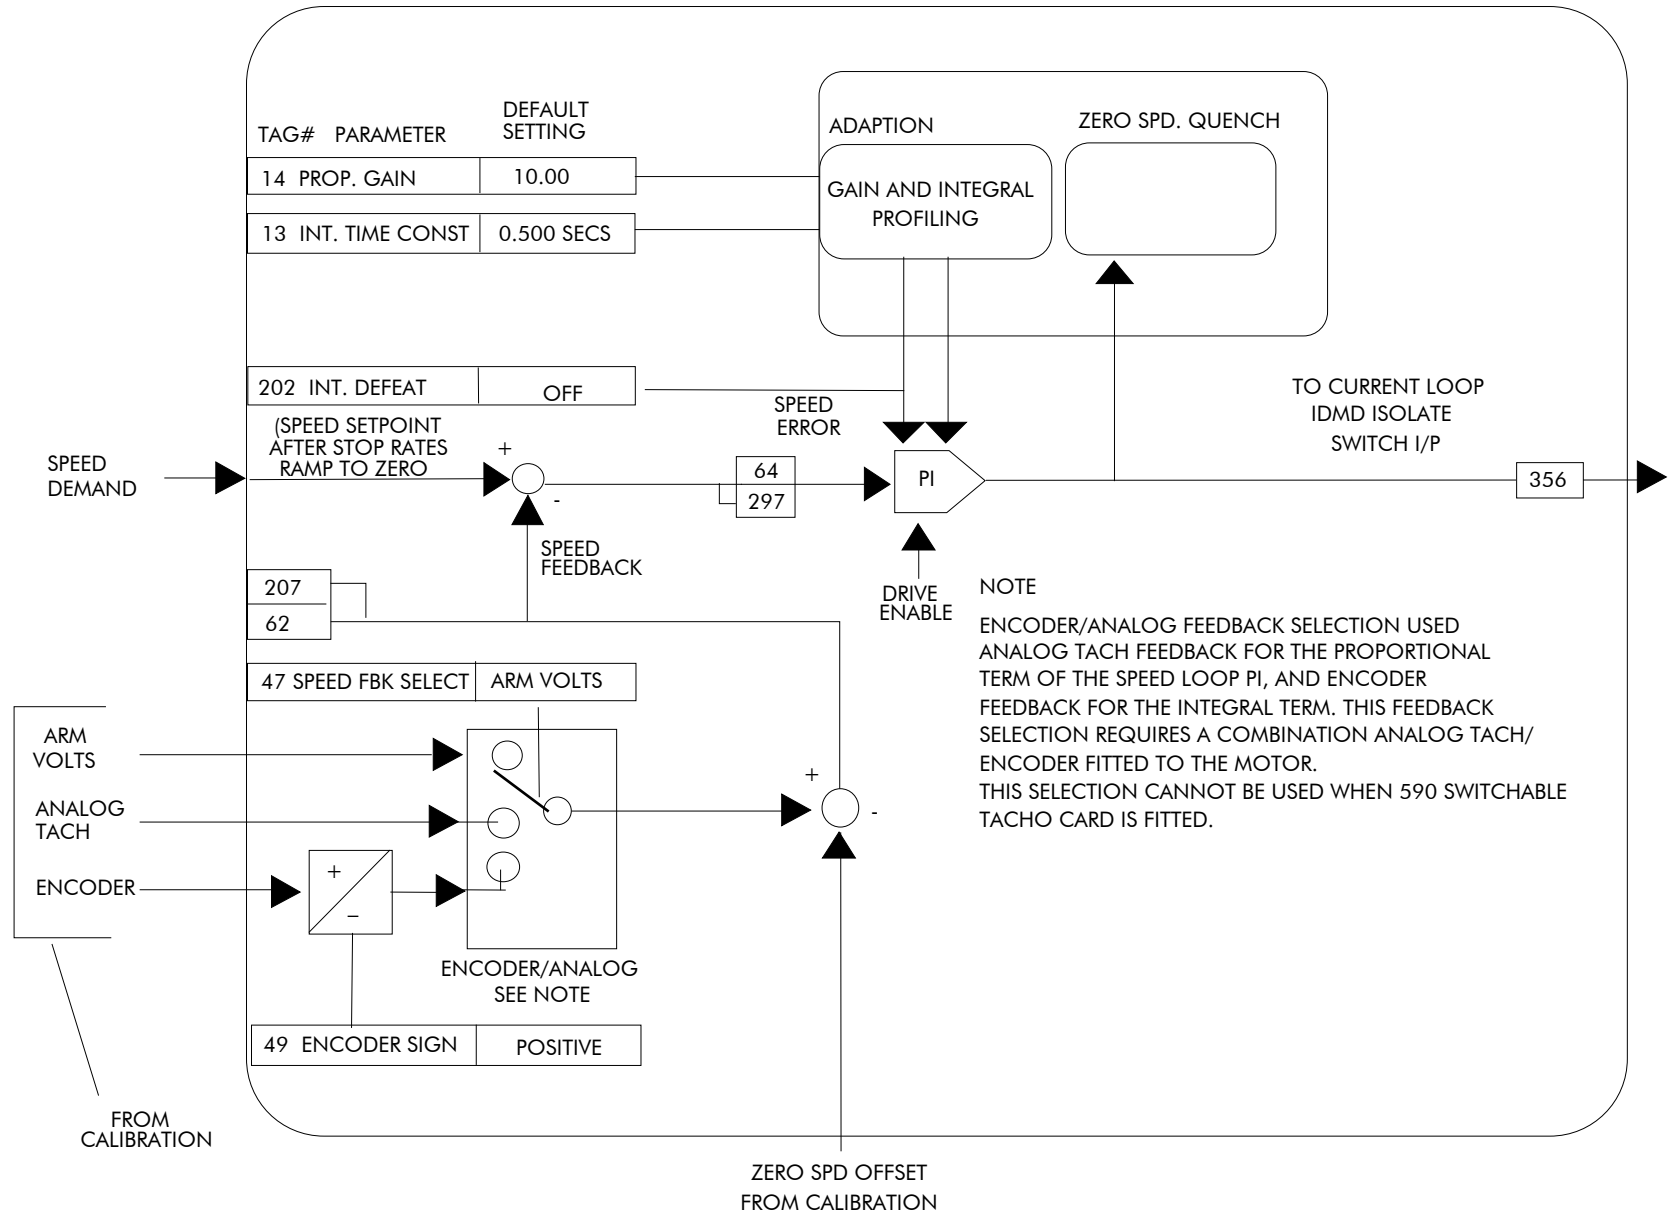 TAG# PARAMETER
DEFAULT
SETTING
14 PROP. GAIN 10.00
13 INT. TIME CONST 0.500 SECS
ADAPTION
ZERO SPD. QUENCH
GAIN AND INTEGRAL
PROFILING
202 INT. DEFEAT OFF
SPEED
DEMAND
(SPEED SETPOINT
AFTER STOP RATES
RAMP TO ZERO
+
-
SPEED
ERROR
64
297
PI
TO CURRENT LOOP
IDMD ISOLATE
SWITCH I/P
356
SPEED
FEEDBACK
DRIVE
ENABLE
207
62
47 SPEED FBK SELECT ARM VOLTS
NOTE
ENCODER/ANALOG FEEDBACK SELECTION USED
ANALOG TACH FEEDBACK FOR THE PROPORTIONAL
TERM OF THE SPEED LOOP PI, AND ENCODER
FEEDBACK FOR THE INTEGRAL TERM. THIS FEEDBACK
SELECTION REQUIRES A COMBINATION ANALOG TACH/
ENCODER FITTED TO THE MOTOR.
THIS SELECTION CANNOT BE USED WHEN 590 SWITCHABLE
TACHO CARD IS FITTED.
ARM
VOLTS
ANALOG
TACH
ENCODER
+
–
+
-
ENCODER/ANALOG
SEE NOTE
49 ENCODER SIGN POSITIVE
FROM
CALIBRATION
ZERO SPD OFFSET
FROM CALIBRATION